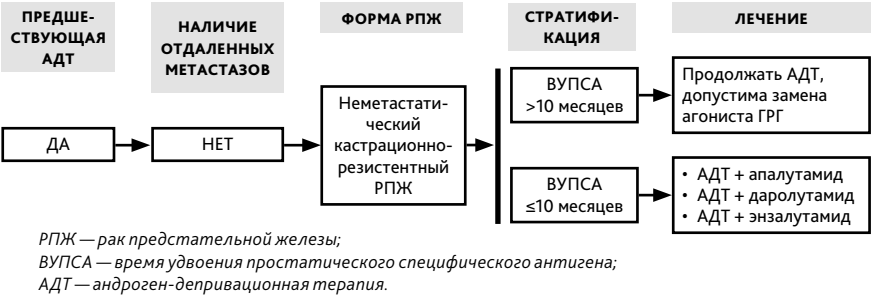 ПРЕДШЕ-
СТВУЮЩАЯ
АДТ
НАЛИЧИЕ
ОТДАЛЕННЫХ
МЕТАСТАЗОВ
ФОРМА РПЖ
СТРАТИФИ-
КАЦИЯ
ЛЕЧЕНИЕ
ДА
НЕТ
Неметастати-
ческий
кастрационно-
резистентный
РПЖ
ВУПСА
>10 месяцев
Продолжать АДТ,
допустима замена
агониста ГРГ
ВУПСА
≤10 месяцев
• АДТ + апалутамид
• АДТ + даролутамид
• АДТ + энзалутамид
РПЖ — рак предстательной железы;
ВУПСА — время удвоения простатического специфического антигена;
АДТ — андроген-депривационная терапия.